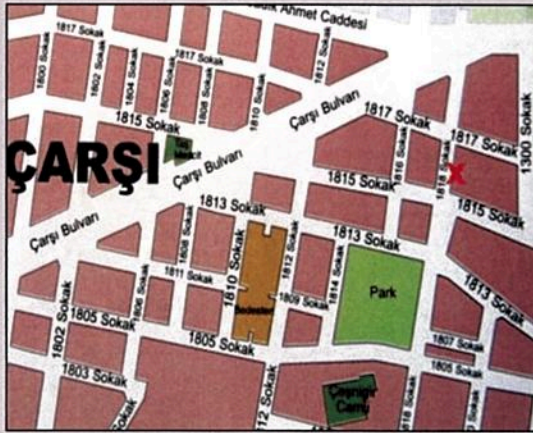 Ahmet Caddesi
1817 Sokak
1817 Sokak
1800 Sokak
1802 Sokak
1804 Sokak
1806 Sokak
1808 Sokak
1810 Sokak
1812 Sokak
Çarşı Bulvarı
1815 Sokak
ÇARŞI
Çarşı Bulvarı
1817 Sokak
1817 Sokak
1300 Sokak
1816 Sokak
1818 Sokak
X
1815 Sokak
1815 Sokak
Çarşı Bulvarı
1813 Sokak
1813 Sokak
1813 Sokak
1808 Sokak
1810 Sokak
1812 Sokak
1814 Sokak
1811 Sokak
1806 Sokak
1809 Sokak
Park
Bedesten
1802 Sokak
1805 Sokak
1805 Sokak
1807 Sokak
1805 Sokak
1803 Sokak
12 Sokak
Sokak